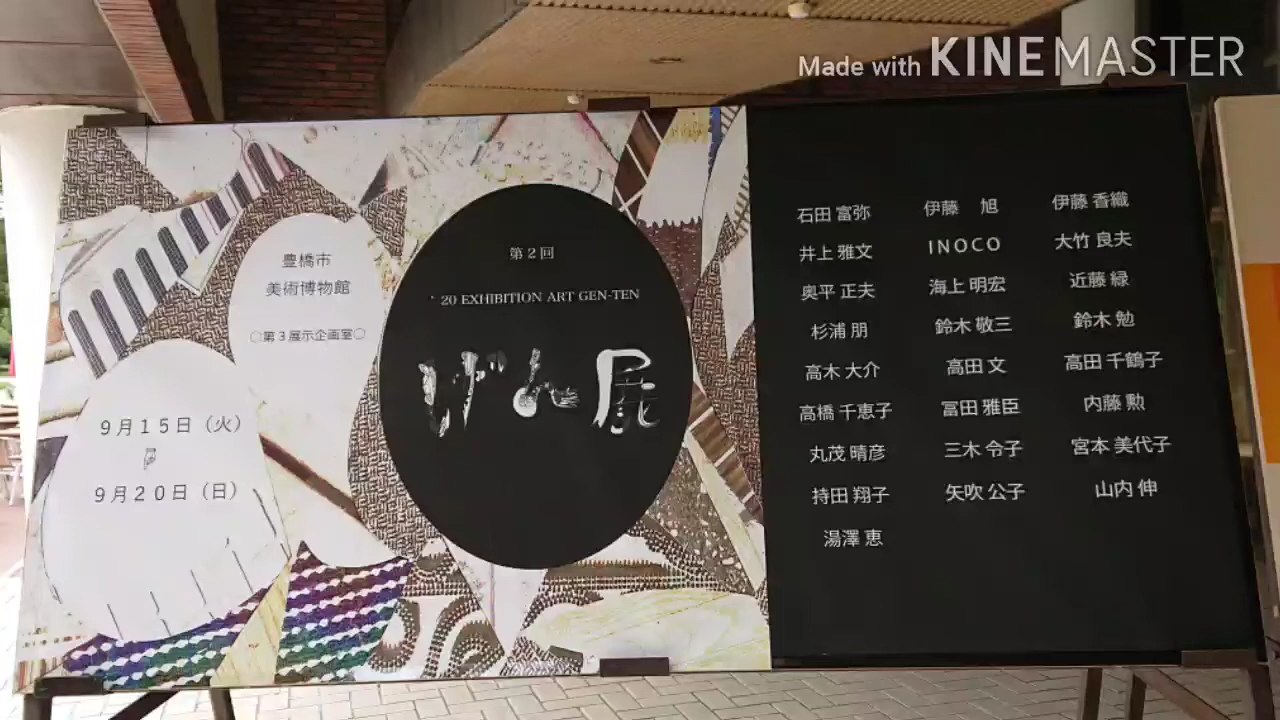 Made with KINEMASTER
豊橋市
美術博物館
○第3展示企画室○
9月15日（火）
9月20日（日）
第2回
'20 EXHIBITION ART GEN-TEN
げん展
石田 富弥 伊藤 旭 伊藤 香織
井上 雅文 INOCO 大竹 良夫
奥平 正夫 海上 明宏 近藤 緑
杉浦 朋 鈴木 敬三 鈴木 勉
高木 大介 高田 文 高田 千鶴子
高橋 千恵子 冨田 雅臣 内藤 勲
丸茂 晴彦 三木 令子 宮本 美代子
持田 翔子 矢吹 公子 山内 伸
湯澤 恵